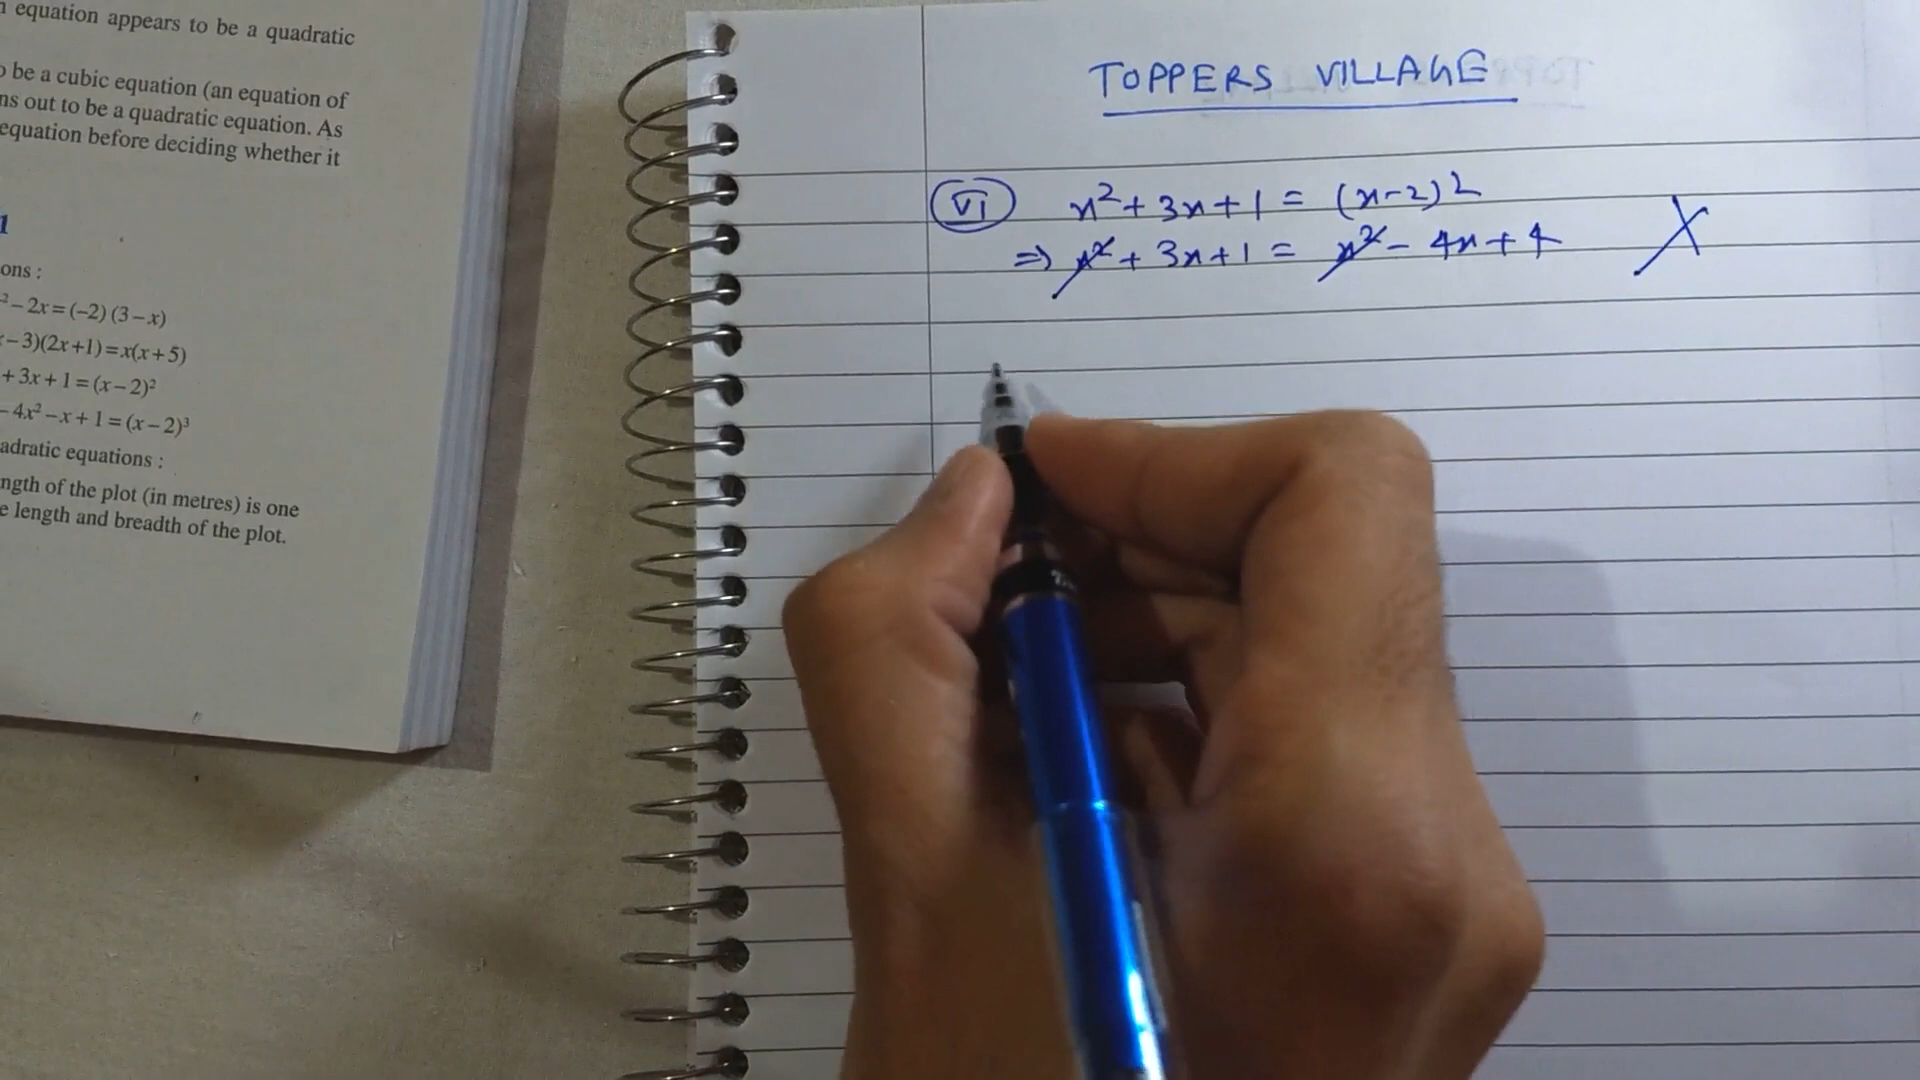 equation appears to be a quadratic
be a cubic equation (an equation of
ns out to be a quadratic equation. As
equation before deciding whether it
1
ons :
² – 2x = (–2) (3 – x)
– 3)(2x + 1) = x(x + 5)
+ 3x + 1 = (x – 2)²
– 4x² – x + 1 = (x – 2)³
adratic equations :
ngth of the plot (in metres) is one
e length and breadth of the plot.
TOPPERS VILLAGE
VI x² + 3x + 1 = (x-2)²
⇒ x² + 3x + 1 = x² - 4x + 4